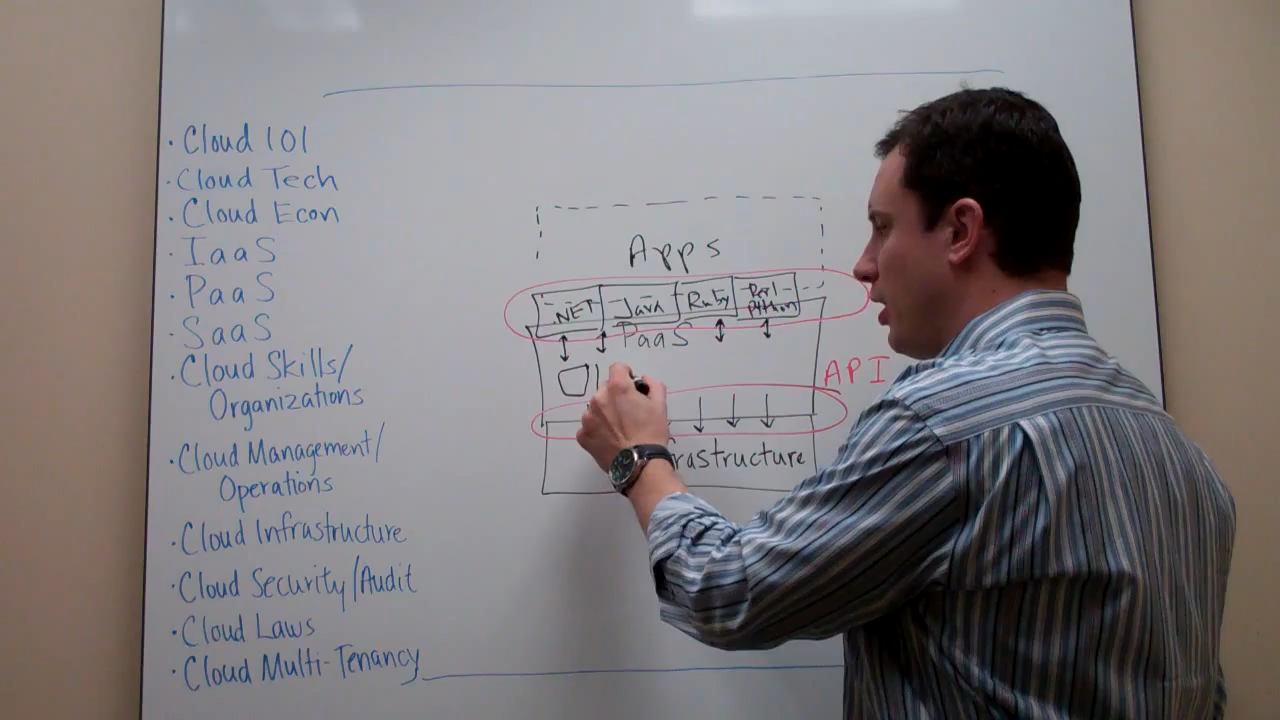 · Cloud 101
· Cloud Tech
· Cloud Econ
· IaaS
· PaaS
· SaaS
· Cloud Skills/
Organizations
· Cloud Management/
Operations
· Cloud Infrastructure
· Cloud Security/Audit
· Cloud Laws
· Cloud Multi-Tenancy
Apps
.NET Java Ruby Perl
Python
PaaS
API
frastructure